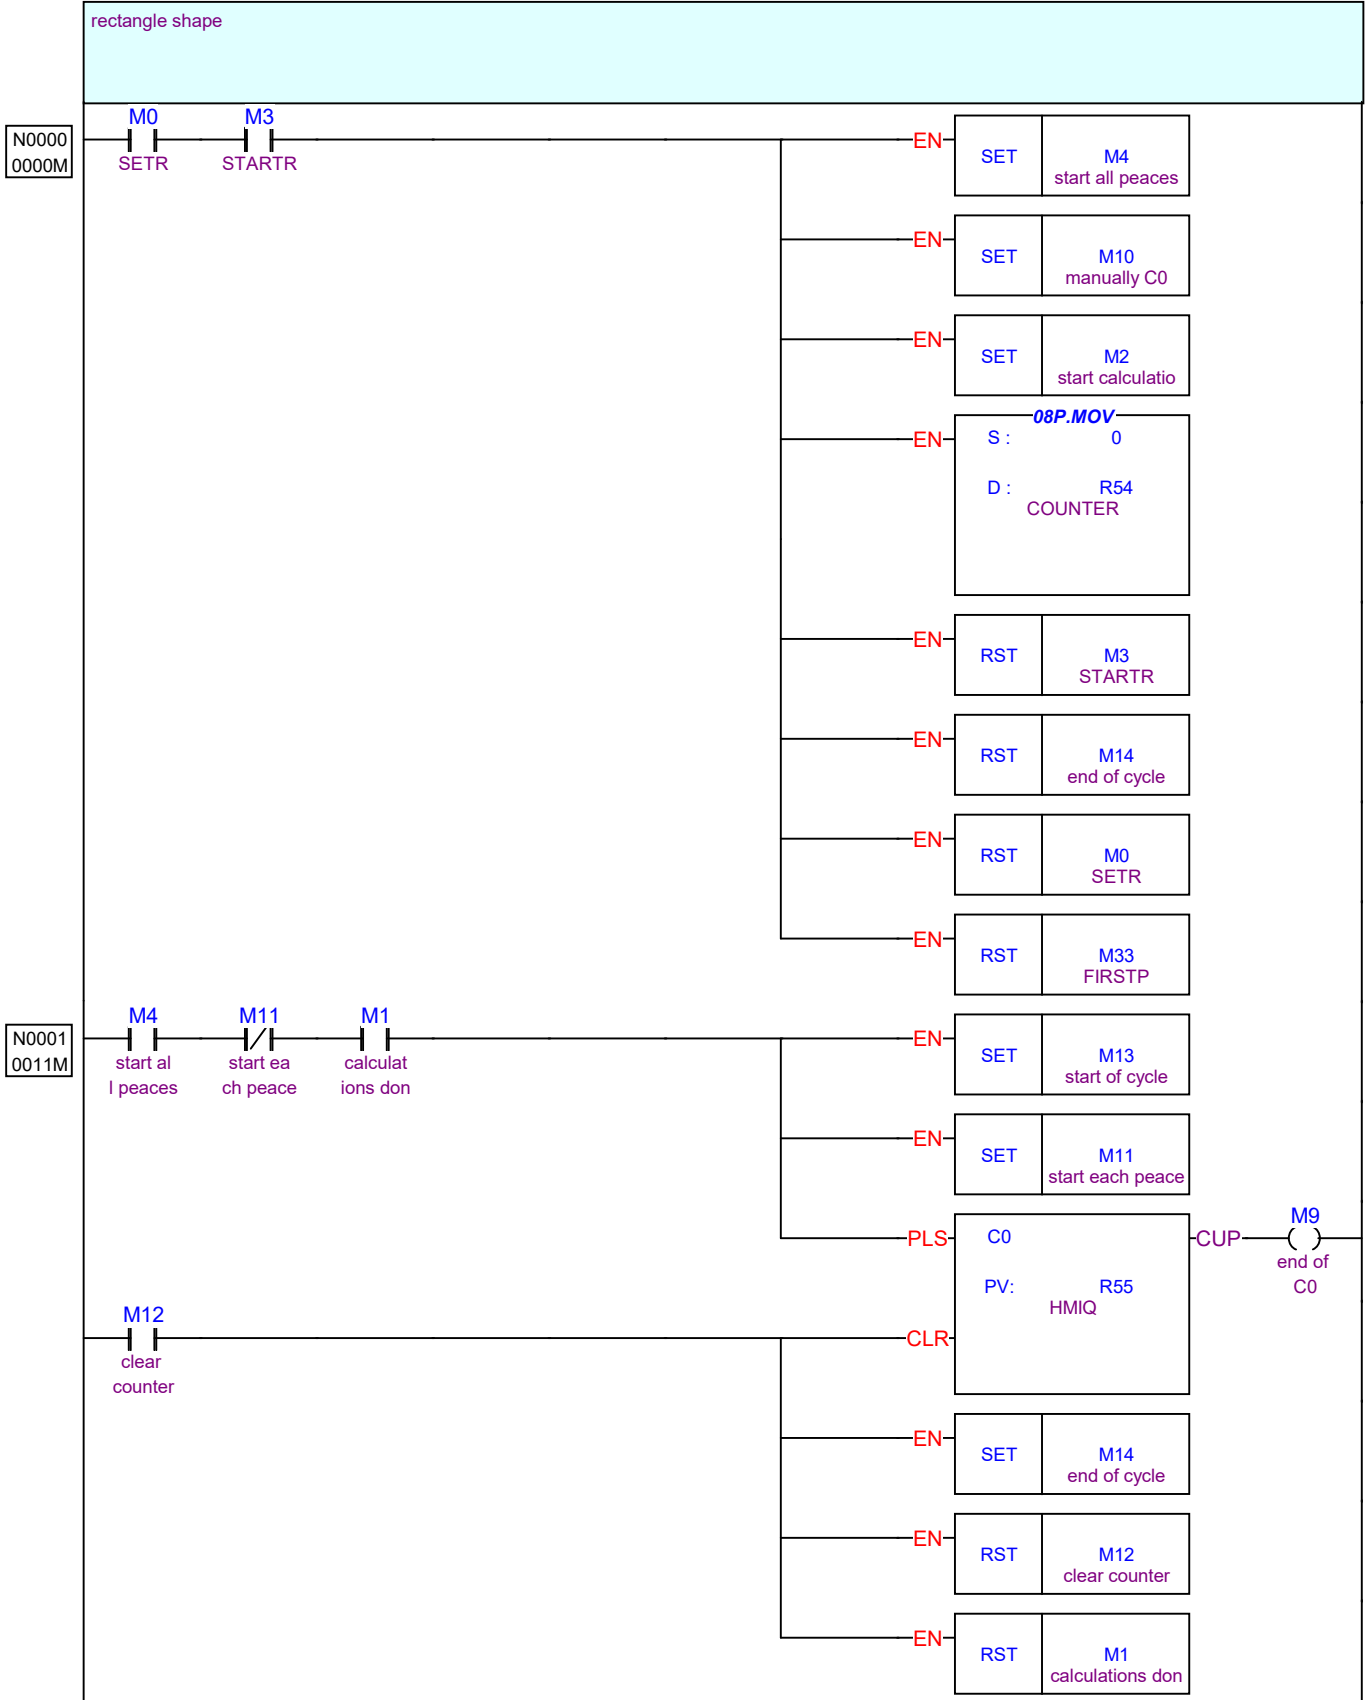 rectangle shape
N0000
0000M
M0
SETR
M3
STARTR
EN
SET
M4
start all peaces
EN
SET
M10
manually C0
EN
SET
M2
start calculatio
EN
08P.MOV
S : 0
D : R54
COUNTER
EN
RST
M3
STARTR
EN
RST
M14
end of cycle
EN
RST
M0
SETR
EN
RST
M33
FIRSTP
N0001
0011M
M4
start al
l peaces
M11
start ea
ch peace
M1
calculat
ions don
EN
SET
M13
start of cycle
EN
SET
M11
start each peace
PLS
C0
PV: R55
HMIQ
CUP
M9
end of
C0
M12
clear
counter
CLR
EN
SET
M14
end of cycle
EN
RST
M12
clear counter
EN
RST
M1
calculations don